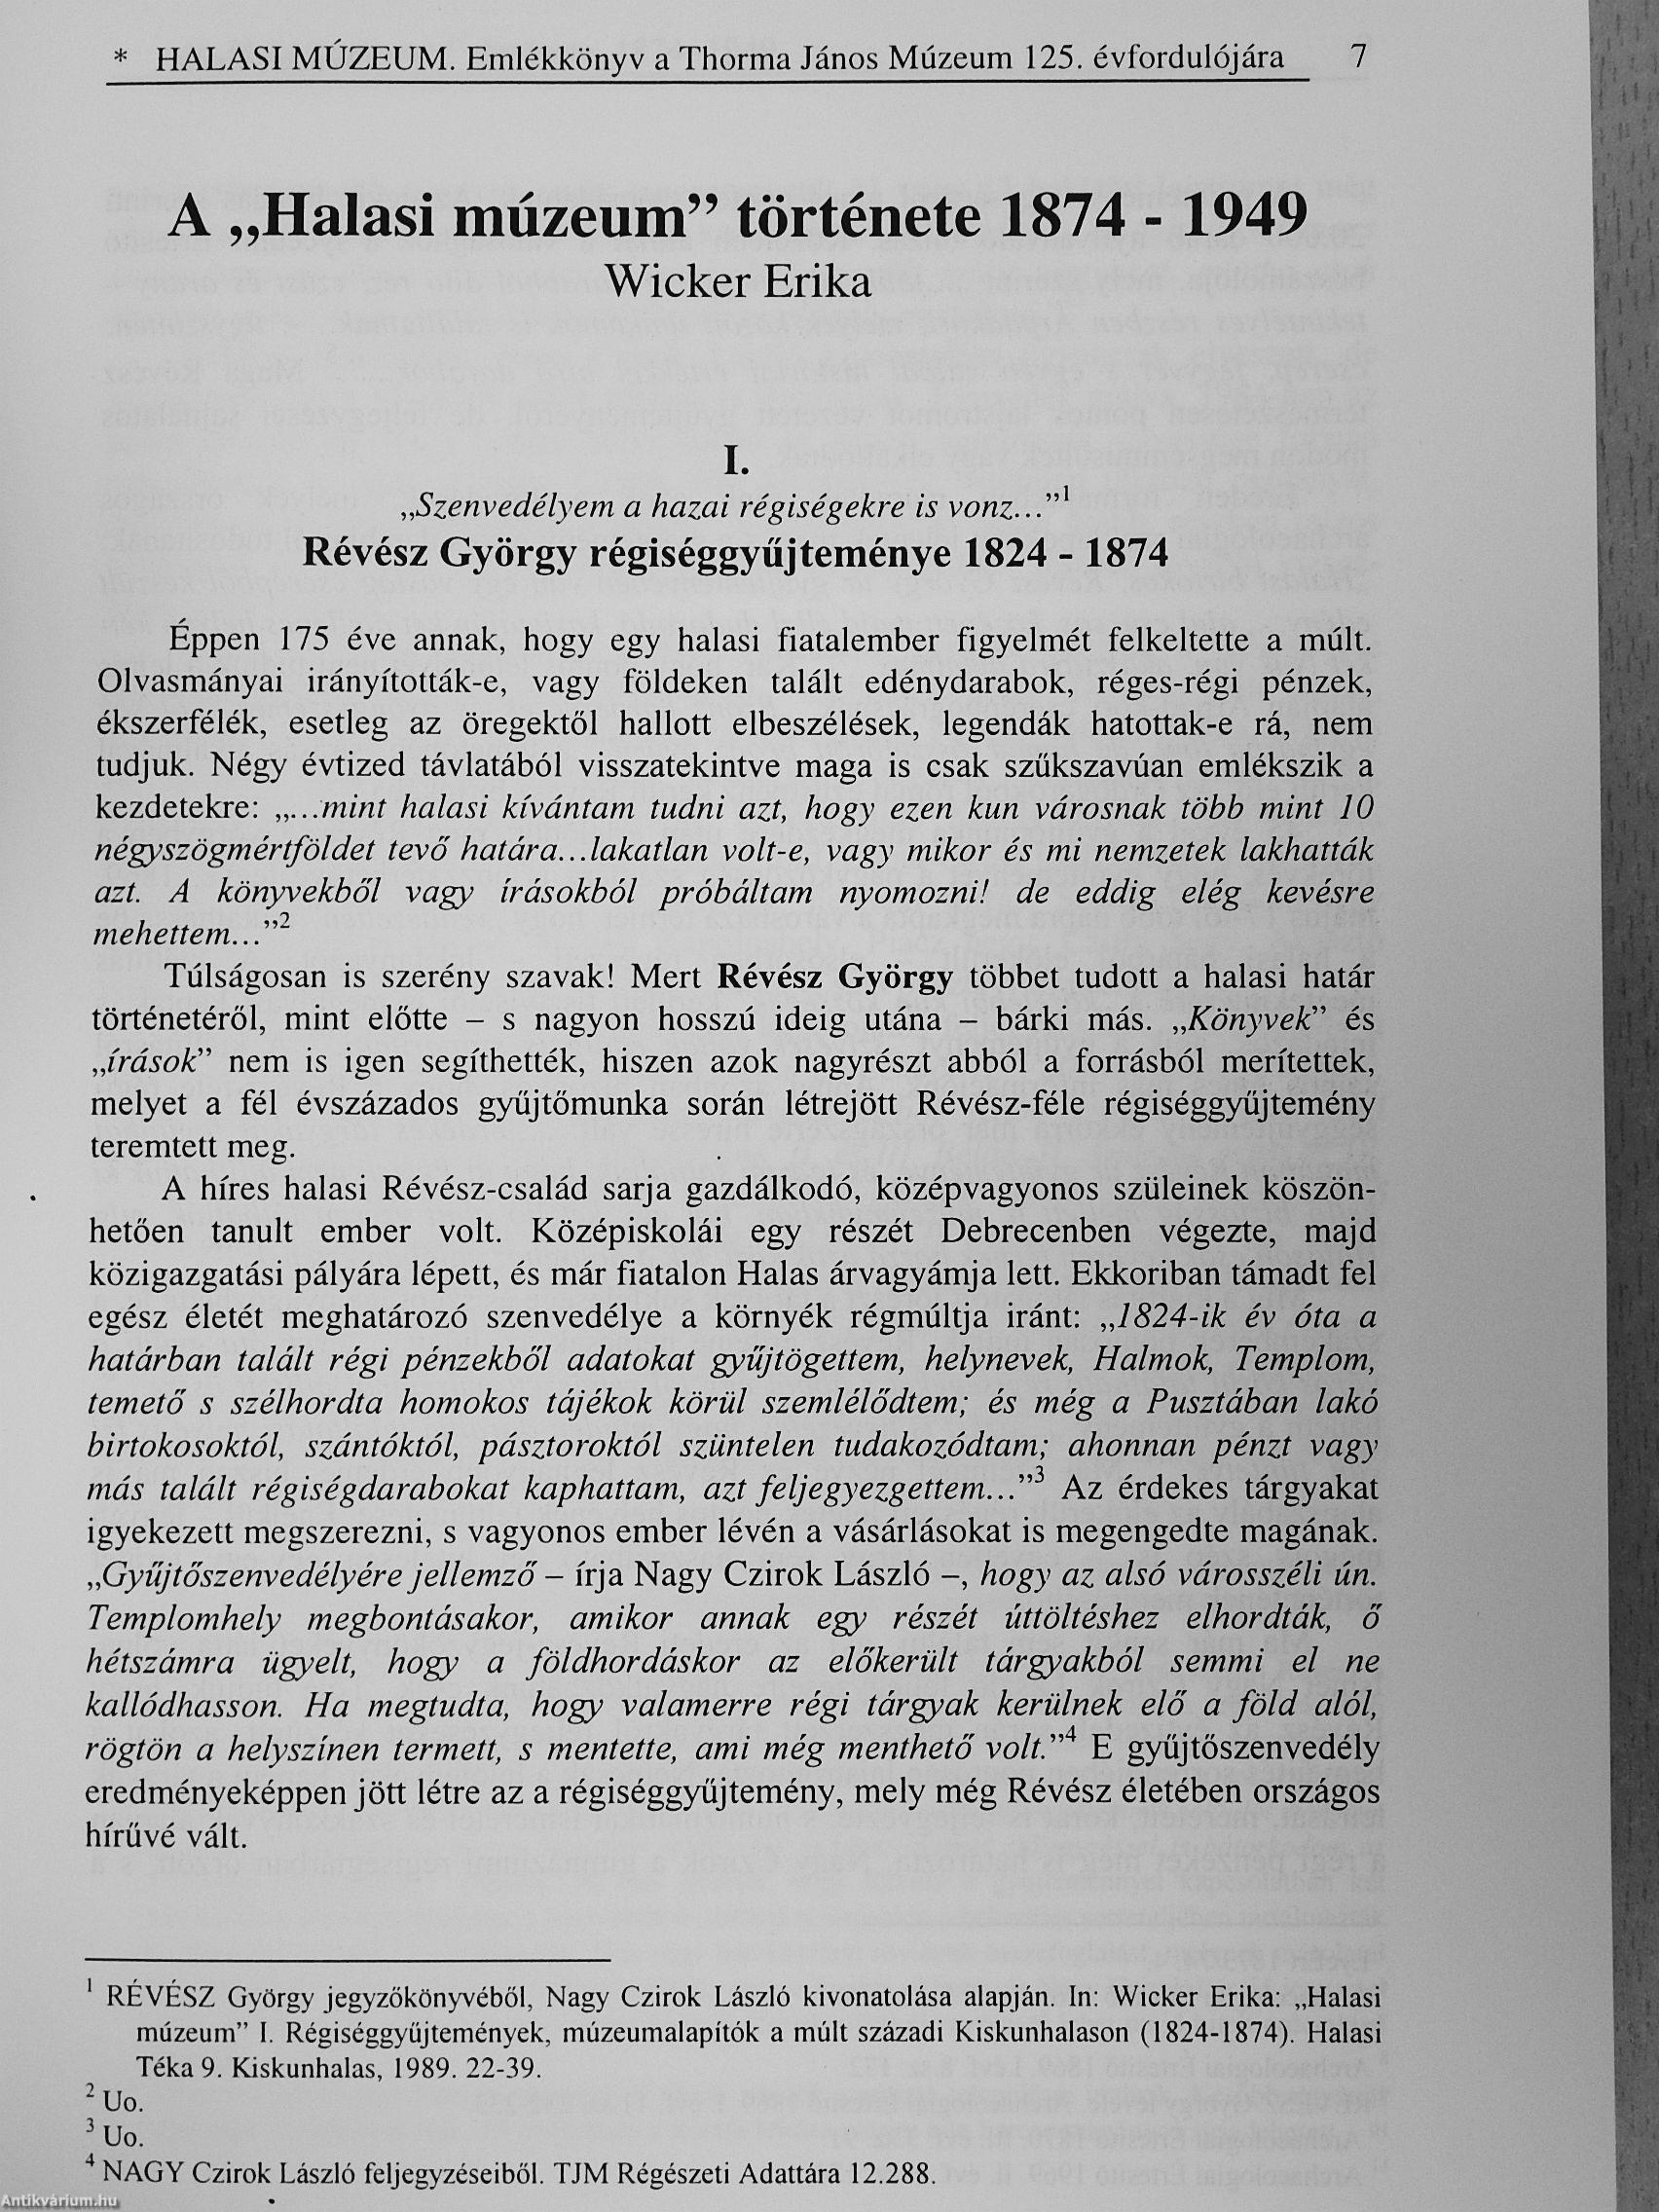 * HALASI MÚZEUM. Emlékkönyv a Thorma János Múzeum 125. évfordulójára 7
A „Halasi múzeum” története 1874 - 1949
Wicker Erika
I.
„Szenvedélyem a hazai régiségekre is vonz...”1
Révész György régiséggyűjteménye 1824 - 1874
Éppen 175 éve annak, hogy egy halasi fiatalember figyelmét felkeltette a múlt.
Olvasmányai irányították-e, vagy földeken talált edénydarabok, réges-régi pénzek,
ékszerfélék, esetleg az öregektől hallott elbeszélések, legendák hatottak-e rá, nem
tudjuk. Négy évtized távlatából visszatekintve maga is csak szűkszavúan emlékszik a
kezdetekre: „...mint halasi kívántam tudni azt, hogy ezen kun városnak több mint 10
négyszögmértföldet tevő határa...lakatlan volt-e, vagy mikor és mi nemzetek lakhatták
azt. A könyvekből vagy írásokból próbáltam nyomozni! de eddig elég kevésre
mehettem...”2
Túlságosan is szerény szavak! Mert Révész György többet tudott a halasi határ
történetéről, mint előtte – s nagyon hosszú ideig utána – bárki más. „Könyvek” és
„írások” nem is igen segíthették, hiszen azok nagyrészt abból a forrásból merítettek,
melyet a fél évszázados gyűjtőmunka során létrejött Révész-féle régiséggyűjtemény
teremtett meg.
A híres halasi Révész-család sarja gazdálkodó, középvagyonos szüleinek köszön-
hetően tanult ember volt. Középiskolái egy részét Debrecenben végezte, majd
közigazgatási pályára lépett, és már fiatalon Halas árvagyámja lett. Ekkoriban támadt fel
egész életét meghatározó szenvedélye a környék régmúltja iránt: „1824-ik év óta a
határban talált régi pénzekből adatokat gyűjtögettem, helynevek, Halmok, Templom,
temető s szélhordta homokos tájékok körül szemlélődtem; és még a Pusztában lakó
birtokosoktól, szántóktól, pásztoroktól szüntelen tudakozódtam; ahonnan pénzt vagy
más talált régiségdarabokat kaphattam, azt feljegyezgettem...”3 Az érdekes tárgyakat
igyekezett megszerezni, s vagyonos ember lévén a vásárlásokat is megengedte magának.
„Gyűjtőszenvedélyére jellemző – írja Nagy Czirok László –, hogy az alsó városszéli ún.
Templomhely megbontásakor, amikor annak egy részét úttöltéshez elhordták, ő
hétszámra ügyelt, hogy a földhordáskor az előkerült tárgyakból semmi el ne
kallódhasson. Ha megtudta, hogy valamerre régi tárgyak kerülnek elő a föld alól,
rögtön a helyszínen termett, s mentette, ami még menthető volt.”4 E gyűjtőszenvedély
eredményeképpen jött létre az a régiséggyűjtemény, mely még Révész életében országos
hírűvé vált.
1 RÉVÉSZ György jegyzőkönyvéből, Nagy Czirok László kivonatolása alapján. In: Wicker Erika: „Halasi
múzeum” I. Régiséggyűjtemények, múzeumalapítók a múlt századi Kiskunhalason (1824-1874). Halasi
Téka 9. Kiskunhalas, 1989. 22-39.
2 Uo.
3 Uo.
4 NAGY Czirok László feljegyzéseiből. TJM Régészeti Adattára 12.288.
Antikvárium.hu